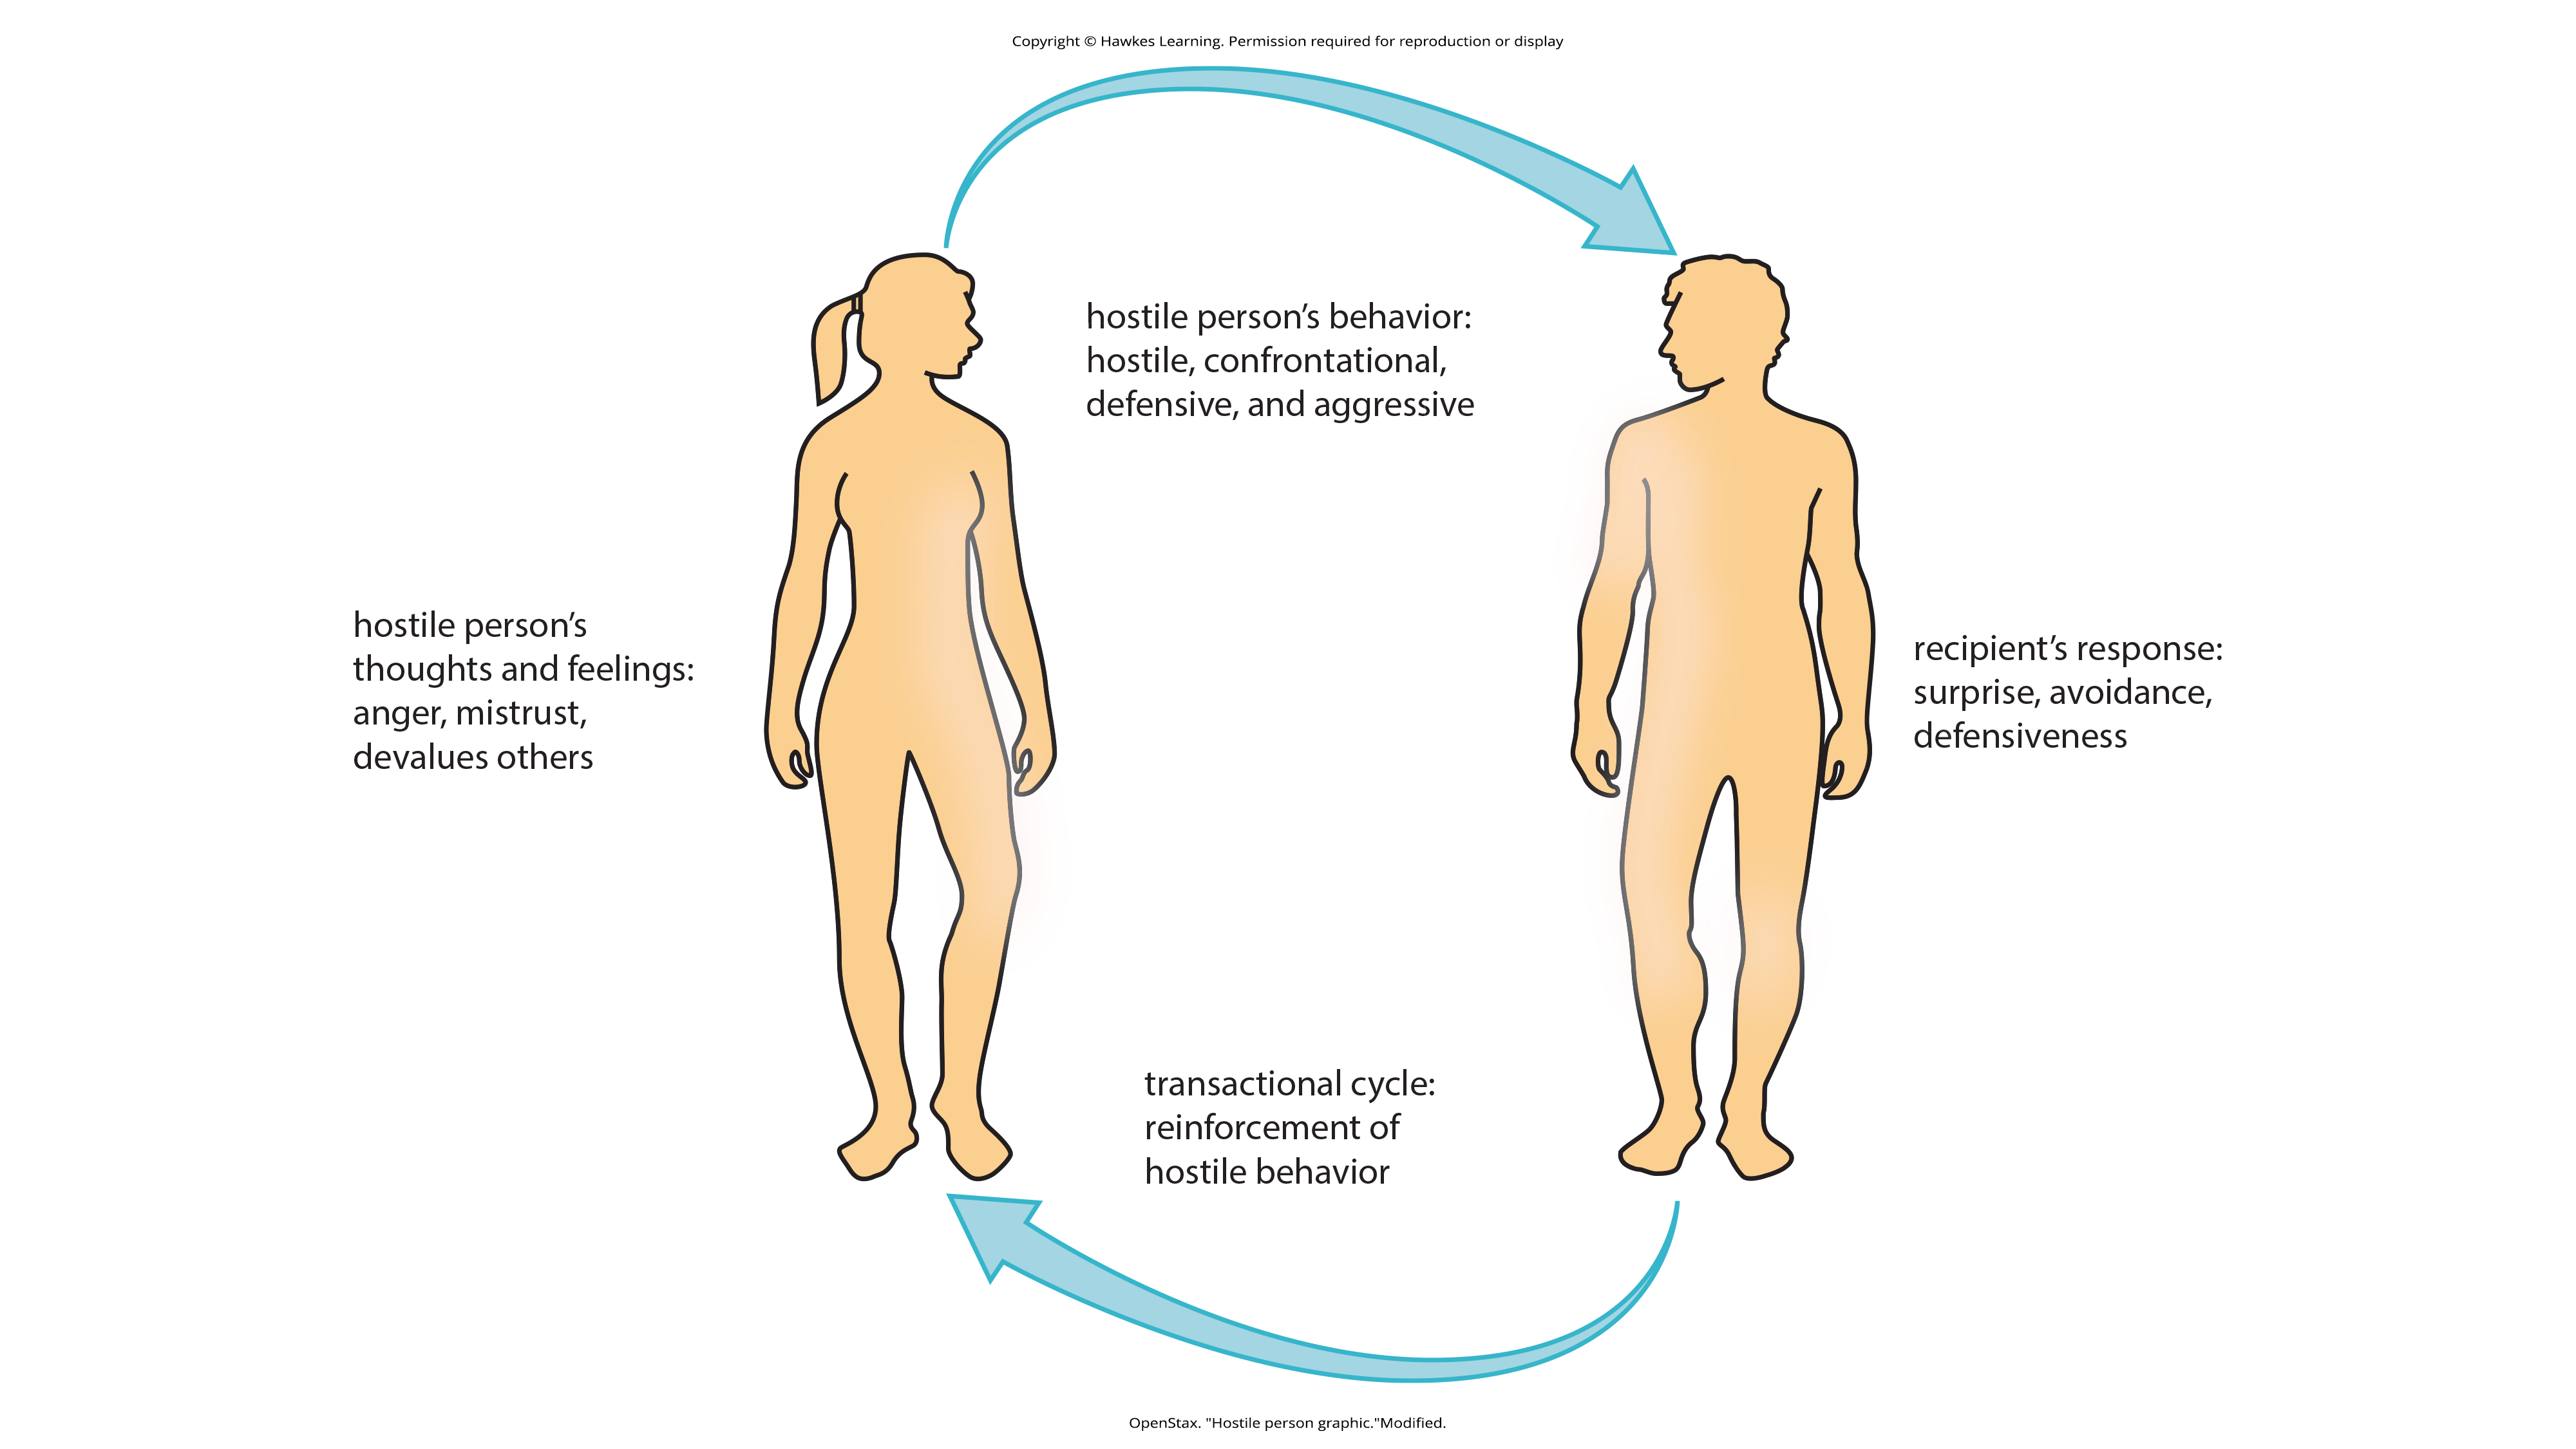 Copyright © Hawkes Learning. Permission required for reproduction or display
hostile person’s behavior:
hostile, confrontational,
defensive, and aggressive
hostile person’s
thoughts and feelings:
anger, mistrust,
devalues others
recipient’s response:
surprise, avoidance,
defensiveness
transactional cycle:
reinforcement of
hostile behavior
OpenStax. "Hostile person graphic."Modified.